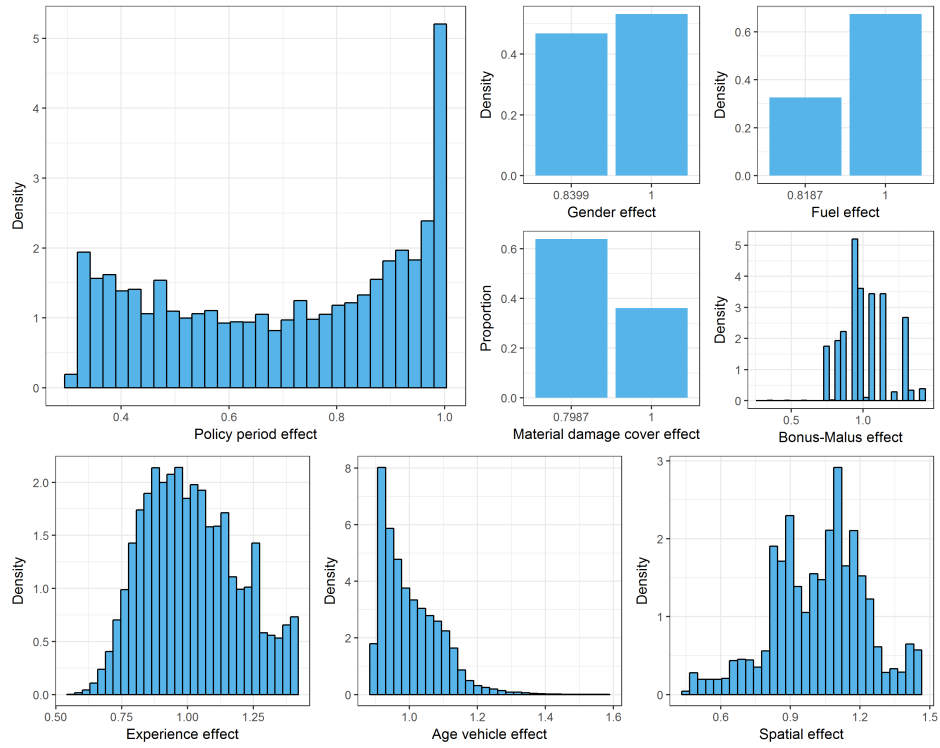 5
4
3
2
1
0
Density
0.4 0.6 0.8 1.0
Policy period effect
0.4
0.2
0.0
Density
0.8399 1
Gender effect
0.6
0.4
0.2
0.0
Density
0.8187 1
Fuel effect
0.6
0.4
0.2
0.0
Proportion
0.7987 1
Material damage cover effect
5
4
3
2
1
0
Density
0.5 1.0
Bonus-Malus effect
2.0
1.5
1.0
0.5
0.0
Density
0.50 0.75 1.00 1.25
Experience effect
8
6
4
2
0
Density
1.0 1.2 1.4 1.6
Age vehicle effect
3
2
1
0
Density
0.6 0.9 1.2 1.5
Spatial effect